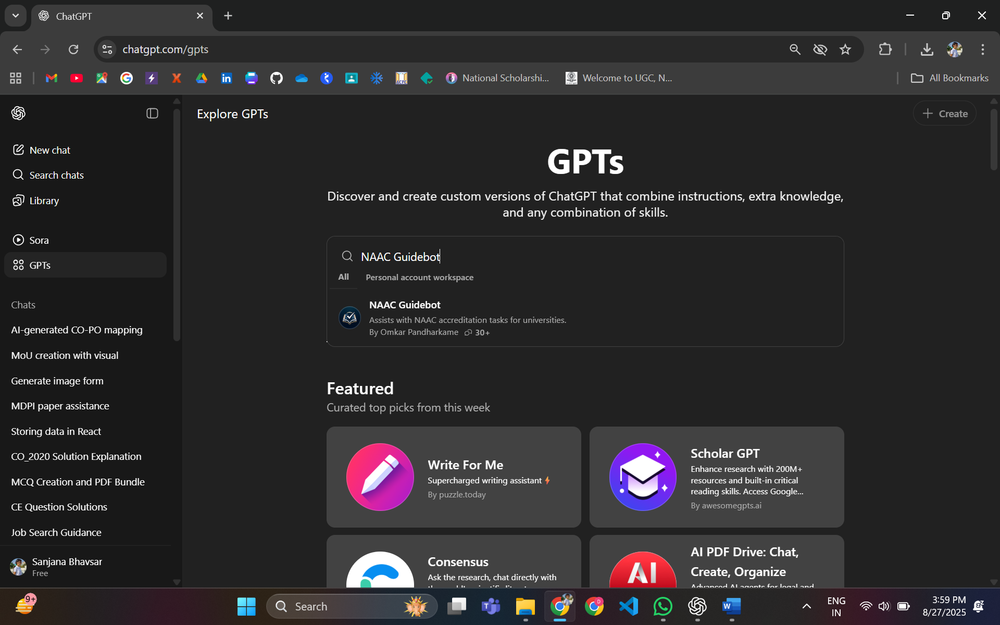 ChatGPT
chatgpt.com/gpts
National Scholarshi...
Welcome to UGC, N...
All Bookmarks
Explore GPTs
Create
New chat
Search chats
Library
Sora
GPTs
Chats
AI-generated CO-PO mapping
MoU creation with visual
Generate image form
MDPI paper assistance
Storing data in React
CO_2020 Solution Explanation
MCQ Creation and PDF Bundle
CE Question Solutions
Job Search Guidance
Sanjana Bhavsar
Free
GPTs
Discover and create custom versions of ChatGPT that combine instructions, extra knowledge,
and any combination of skills.
NAAC Guidebot
All Personal account workspace
NAAC Guidebot
Assists with NAAC accreditation tasks for universities.
By Omkar Pandharkame 30+
Featured
Curated top picks from this week
Write For Me
Supercharged writing assistant
By puzzle.today
Scholar GPT
Enhance research with 200M+
resources and built-in critical
reading skills. Access Google...
By awesomegpts.ai
Consensus
Ask the research, chat directly with
AI
AI PDF Drive: Chat,
Create, Organize
Advanced AI agents for legal and
9+
Search
ENG
IN
3:59 PM
8/27/2025